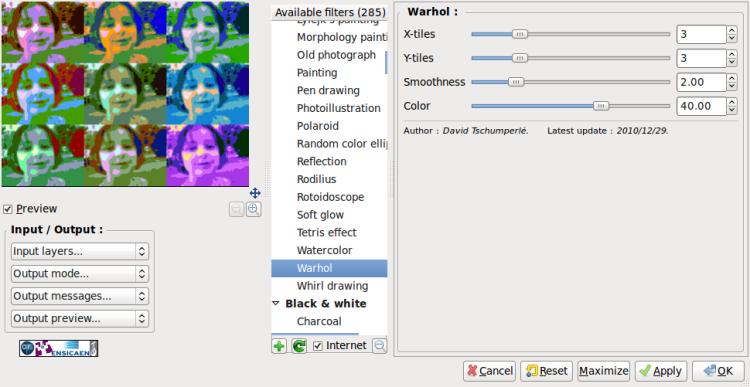 Available filters (285)
Morphology painti
Old photograph
Painting
Pen drawing
Photoillustration
Polaroid
Random color ellip
Reflection
Rodilius
Rotoidoscope
Soft glow
Tetris effect
Watercolor
Warhol
Whirl drawing
Black & white
Charcoal
Internet
Warhol :
X-tiles 3
Y-tiles 3
Smoothness 2.00
Color 40.00
Author : David Tschumperlé. Latest update : 2010/12/29.
Preview
Input / Output :
Input layers...
Output mode...
Output messages...
Output preview...
ENSICAEN
Cancel
Reset
Maximize
Apply
OK